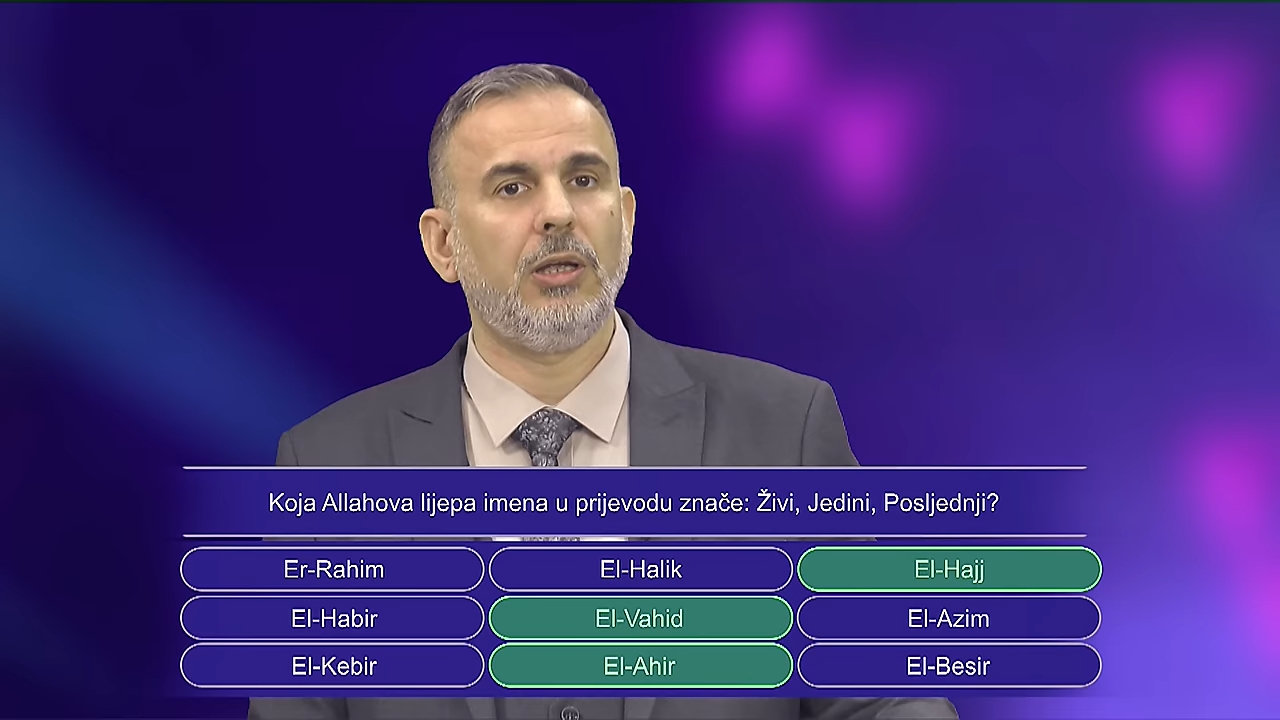 Koja Allahova lijepa imena u prijevodu znače: Živi, Jedini, Posljednji?
Er-Rahim
El-Halik
El-Hajj
El-Habir
El-Vahid
El-Azim
El-Kebir
El-Ahir
El-Besir